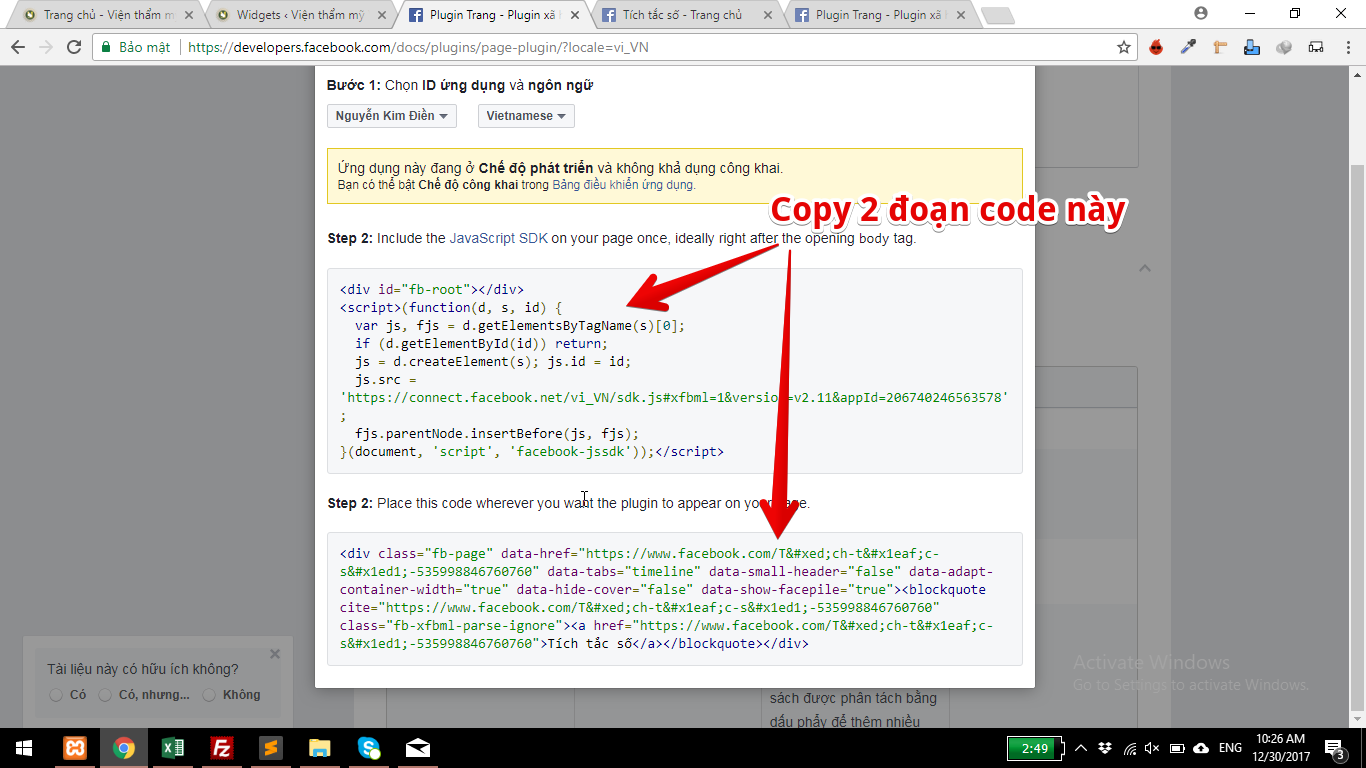 Trang chủ - Viện thẩm m
Widgets ‹ Viện thẩm mỹ
Plugin Trang - Plugin xã h
Tích tắc số - Trang chủ
Plugin Trang - Plugin xã h
Bảo mật
https://developers.facebook.com/docs/plugins/page-plugin/?locale=vi_VN
Bước 1: Chọn ID ứng dụng và ngôn ngữ
Nguyễn Kim Điền
Vietnamese
Ứng dụng này đang ở Chế độ phát triển và không khả dụng công khai.
Bạn có thể bật Chế độ công khai trong Bảng điều khiển ứng dụng.
Copy 2 đoạn code này
Step 2: Include the JavaScript SDK on your page once, ideally right after the opening body tag.
<div id="fb-root"></div>
<script>(function(d, s, id) {
var js, fjs = d.getElementsByTagName(s)[0];
if (d.getElementById(id)) return;
js = d.createElement(s); js.id = id;
js.src =
'https://connect.facebook.net/vi_VN/sdk.js#xfbml=1&version=v2.11&appId=206740246563578'
;
fjs.parentNode.insertBefore(js, fjs);
}(document, 'script', 'facebook-jssdk'));</script>
Step 2: Place this code wherever you want the plugin to appear on your page.
<div class="fb-page" data-href="https://www.facebook.com/T&#xed;ch-t&#x1eaf;c-
s&#x1ed1;-535998846760760" data-tabs="timeline" data-small-header="false" data-adapt-
container-width="true" data-hide-cover="false" data-show-facepile="true"><blockquote
cite="https://www.facebook.com/T&#xed;ch-t&#x1eaf;c-s&#x1ed1;-535998846760760"
class="fb-xfbml-parse-ignore"><a href="https://www.facebook.com/T&#xed;ch-t&#x1eaf;c-
s&#x1ed1;-535998846760760">Tích tắc số</a></blockquote></div>
Tài liệu này có hữu ích không?
Có
Có, nhưng...
Không
sách được phân tách bằng
dấu phẩy để thêm nhiều
Activate Windows
Go to Settings to activate Windows.
2:49
ENG
10:26 AM
12/30/2017
3